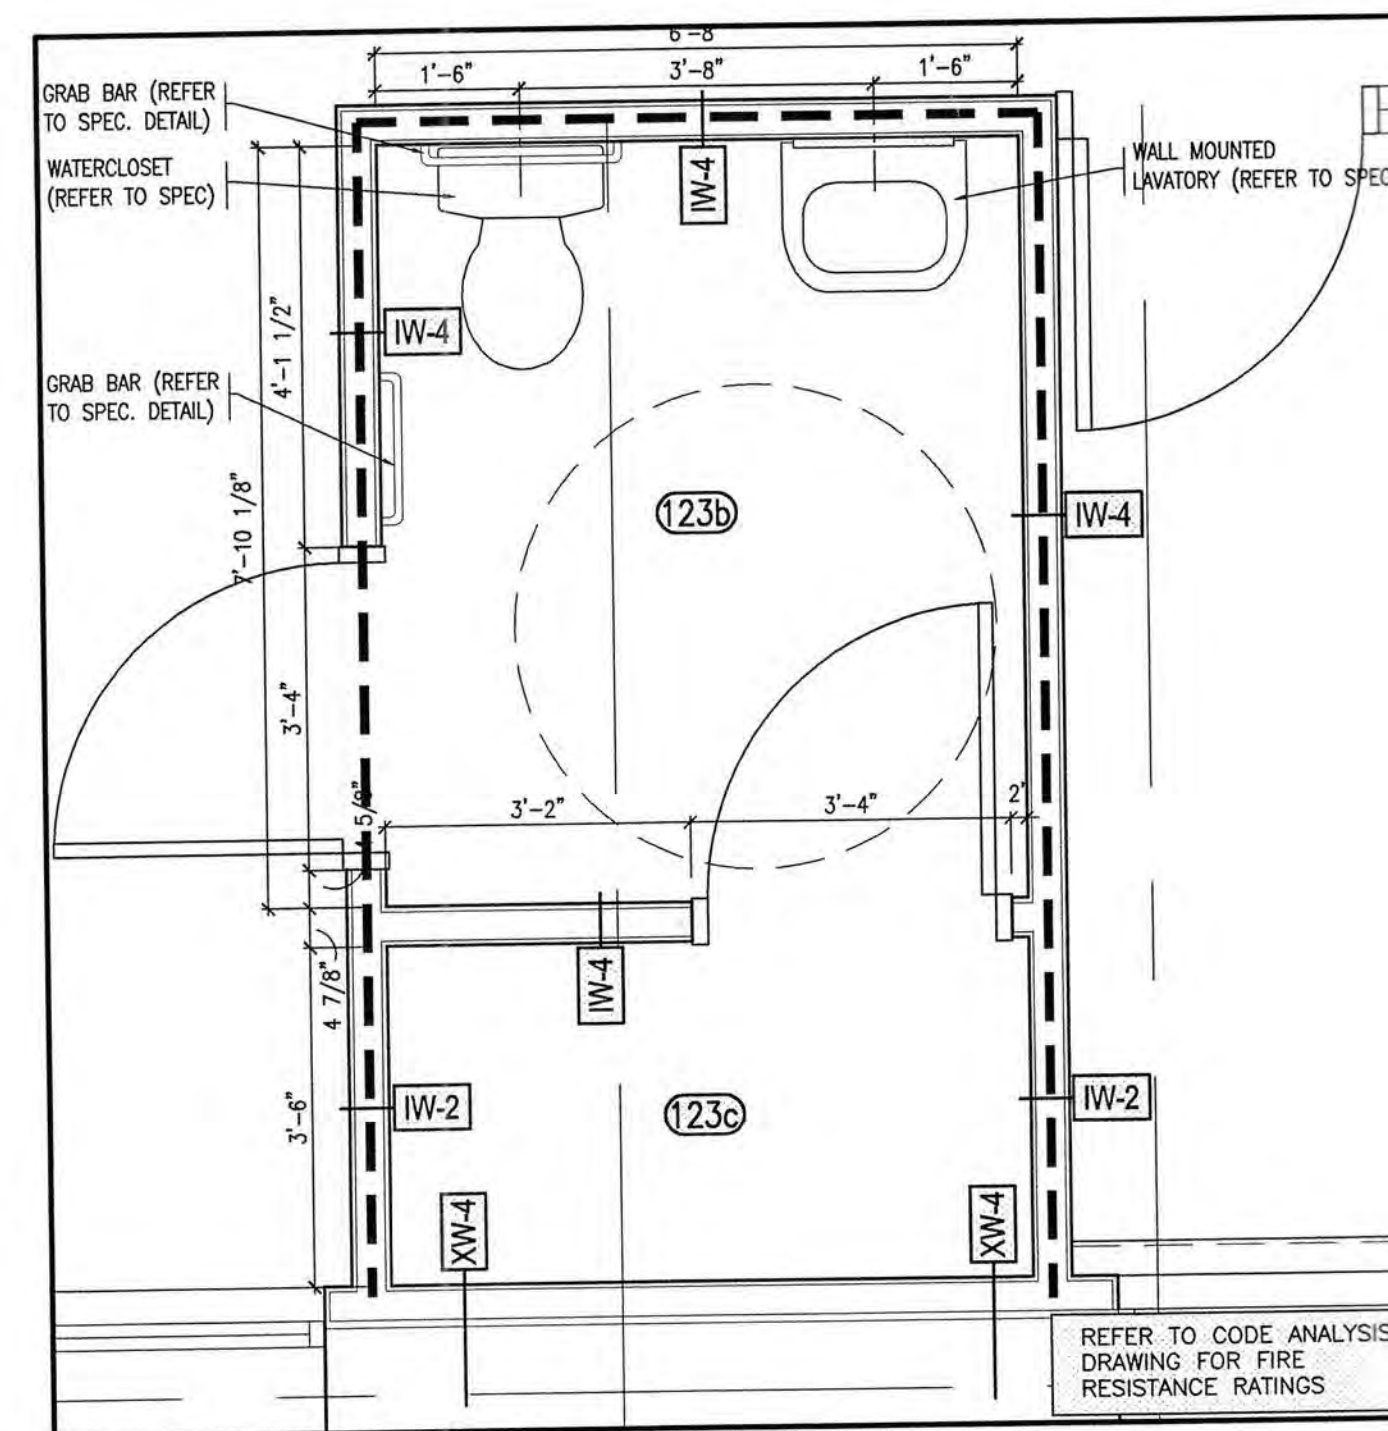 6'-8
1'-6"
3'-8"
1'-6"
GRAB BAR (REFER
TO SPEC. DETAIL)
WATERCLOSET
(REFER TO SPEC)
WALL MOUNTED
LAVATORY (REFER TO SPEC
IW-4
4'-1 1/2"
IW-4
GRAB BAR (REFER
TO SPEC. DETAIL)
7'-10 1/8"
123b
IW-4
3'-4"
5/8"
3'-2"
3'-4"
2"
IW-4
4 7/8"
3'-6"
IW-2
123c
IW-2
XW-4
XW-4
REFER TO CODE ANALYSIS
DRAWING FOR FIRE
RESISTANCE RATINGS